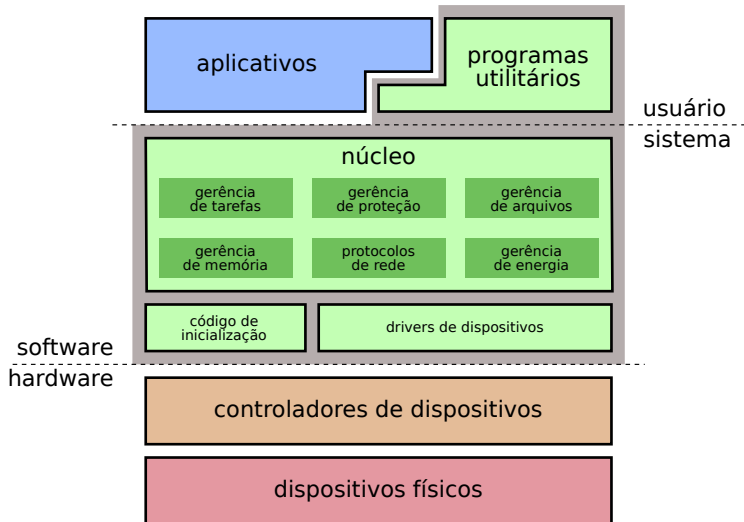 aplicativos
programas
utilitários
usuário
sistema
núcleo
gerência
de tarefas
gerência
de proteção
gerência
de arquivos
gerência
de memória
protocolos
de rede
gerência
de energia
código de
inicialização
drivers de dispositivos
software
hardware
controladores de dispositivos
dispositivos físicos